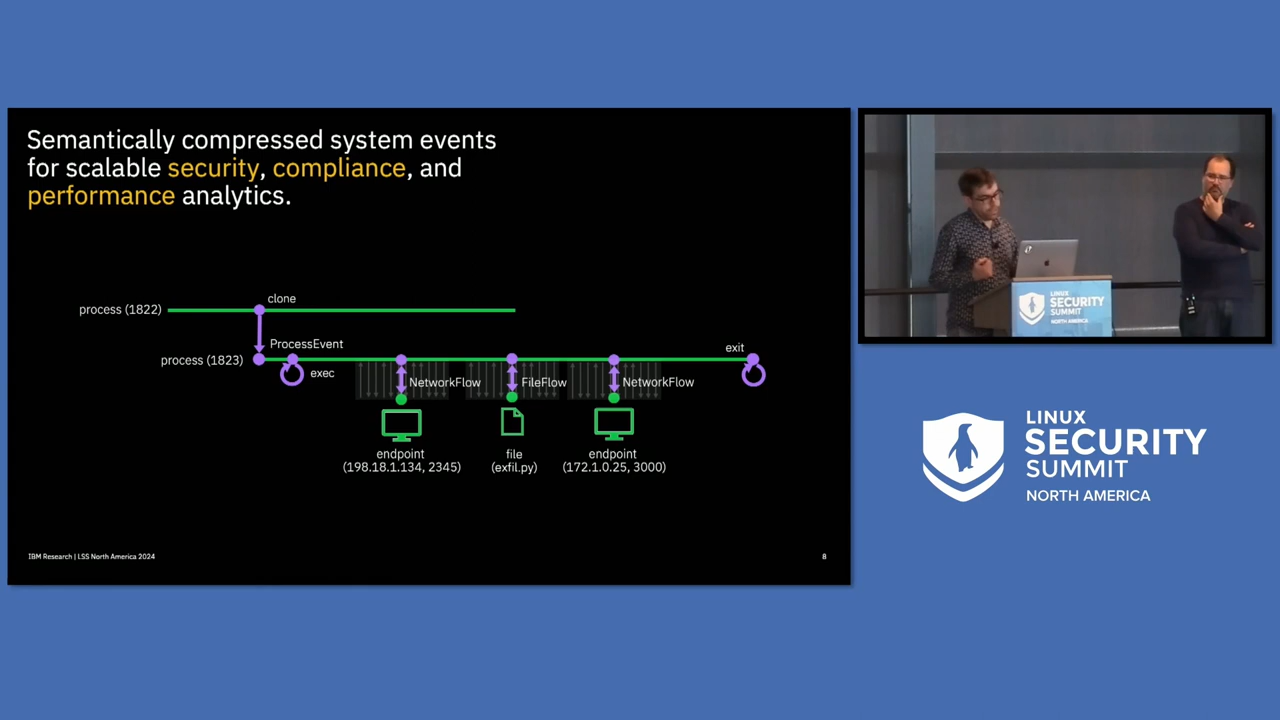 Semantically compressed system events
for scalable security, compliance, and
performance analytics.
process (1822)
clone
process (1823)
ProcessEvent
exec
NetworkFlow
FileFlow
NetworkFlow
exit
endpoint
(198.18.1.134, 2345)
file
(exfil.py)
endpoint
(172.1.0.25, 3000)
IBM Research | LSS North America 2024
8
LINUX
SECURITY
SUMMIT
NORTH AMERICA
LINUX
SECURITY
SUMMIT
NORTH AMERICA